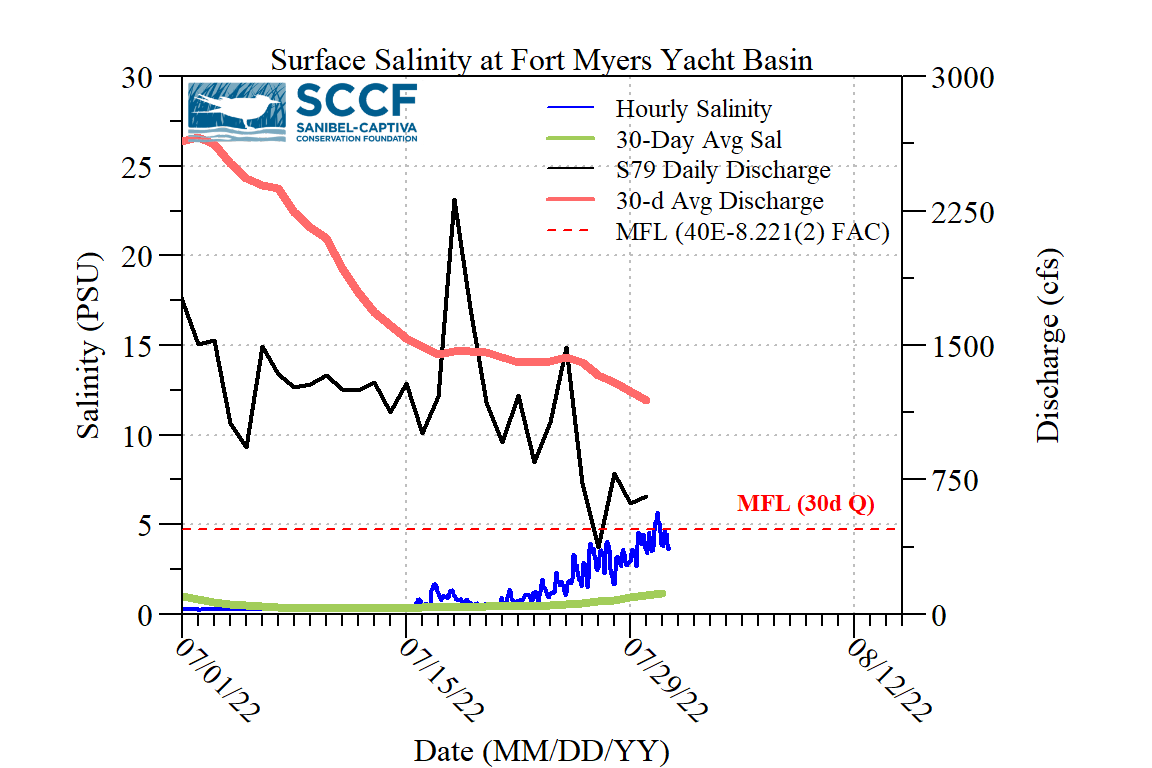 Surface Salinity at Fort Myers Yacht Basin
SCCF
SANIBEL-CAPTIVA
CONSERVATION FOUNDATION
Hourly Salinity
30-Day Avg Sal
S79 Daily Discharge
30-d Avg Discharge
MFL (40E-8.221(2) FAC)
MFL (30d Q)
Salinity (PSU)
30
25
20
15
10
5
0
3000
2250
1500
750
0
Discharge (cfs)
07/01/22
07/15/22
07/29/22
08/12/22
Date (MM/DD/YY)